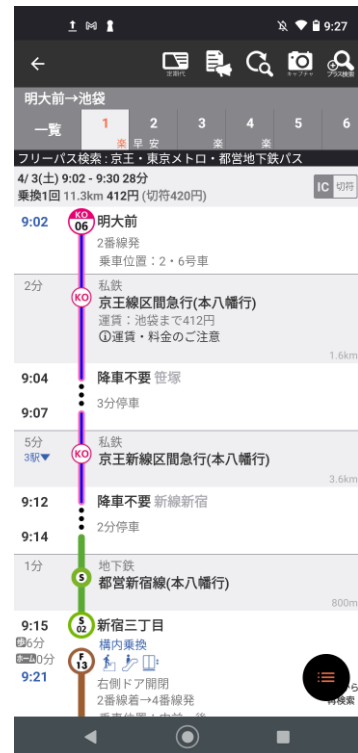 9:27
定期代
キャプチャ
プラス検索
明大前→池袋
一覧
1
楽
2
早 安
3
楽
4
楽
5
6
フリーパス検索：京王・東京メトロ・都営地下鉄パス
4/ 3(土) 9:02 - 9:30 28分
乗換1回 11.3km 412円(切符420円)
IC 切符
9:02
KO
06
明大前
2番線発
乗車位置：2・6号車
2分
KO
私鉄
京王線区間急行(本八幡行)
運賃：池袋まで412円
運賃・料金のご注意
1.6km
9:04
降車不要 笹塚
3分停車
9:07
5分
3駅▼
KO
私鉄
京王新線区間急行(本八幡行)
3.6km
9:12
降車不要 新線新宿
2分停車
9:14
1分
S
地下鉄
都営新宿線(本八幡行)
800m
9:15
S
02
新宿三丁目
6分
構内乗換
0分
F
13
9:21
右側ドア開閉
2番線着→4番線発
から
再検索